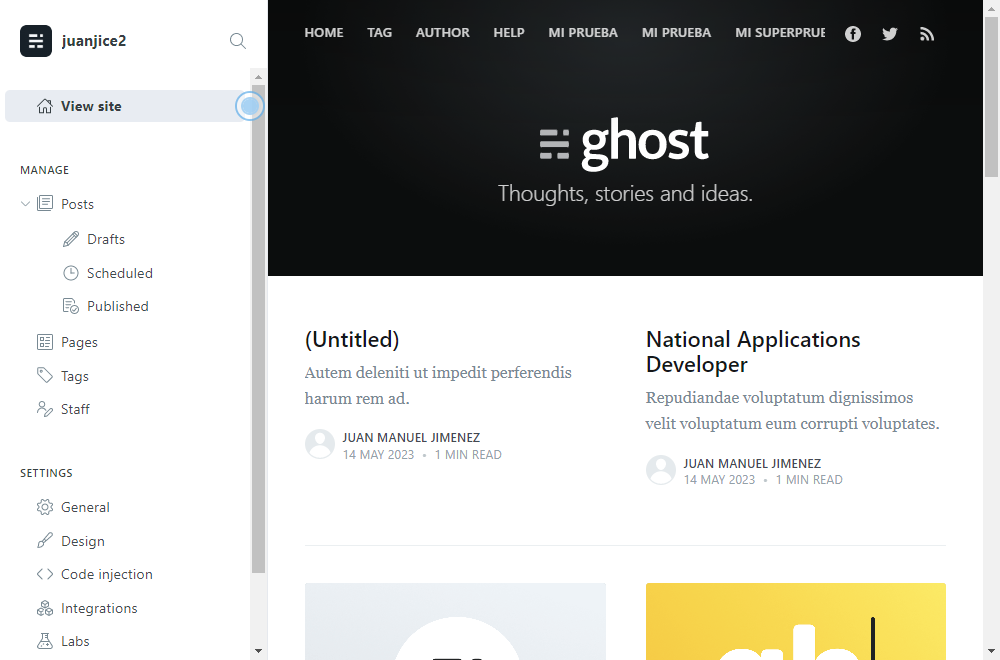 juanjice2
View site
MANAGE
Posts
Drafts
Scheduled
Published
Pages
Tags
Staff
SETTINGS
General
Design
Code injection
Integrations
Labs
HOME TAG AUTHOR HELP MI PRUEBA MI PRUEBA MI SUPERPRUE
ghost
Thoughts, stories and ideas.
(Untitled)
Autem deleniti ut impedit perferendis
harum rem ad.
JUAN MANUEL JIMENEZ
14 MAY 2023 • 1 MIN READ
National Applications
Developer
Repudiandae voluptatum dignissimos
velit voluptatum eum corrupti voluptates.
JUAN MANUEL JIMENEZ
14 MAY 2023 • 1 MIN READ